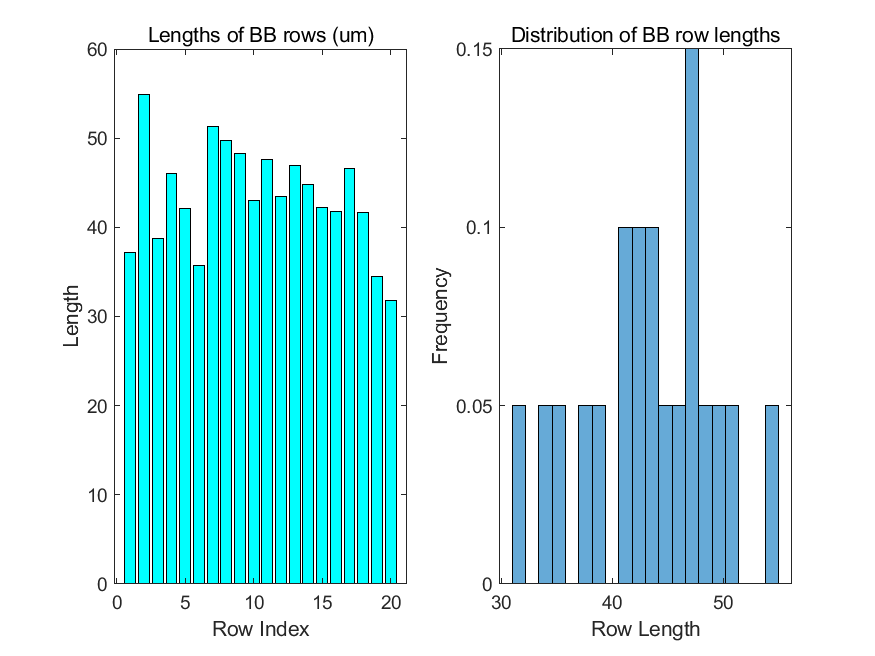 Lengths of BB rows (um)
60
50
40
30
20
10
0
Length
0 5 10 15 20
Row Index
Distribution of BB row lengths
0.15
0.1
0.05
0
Frequency
30 40 50
Row Length